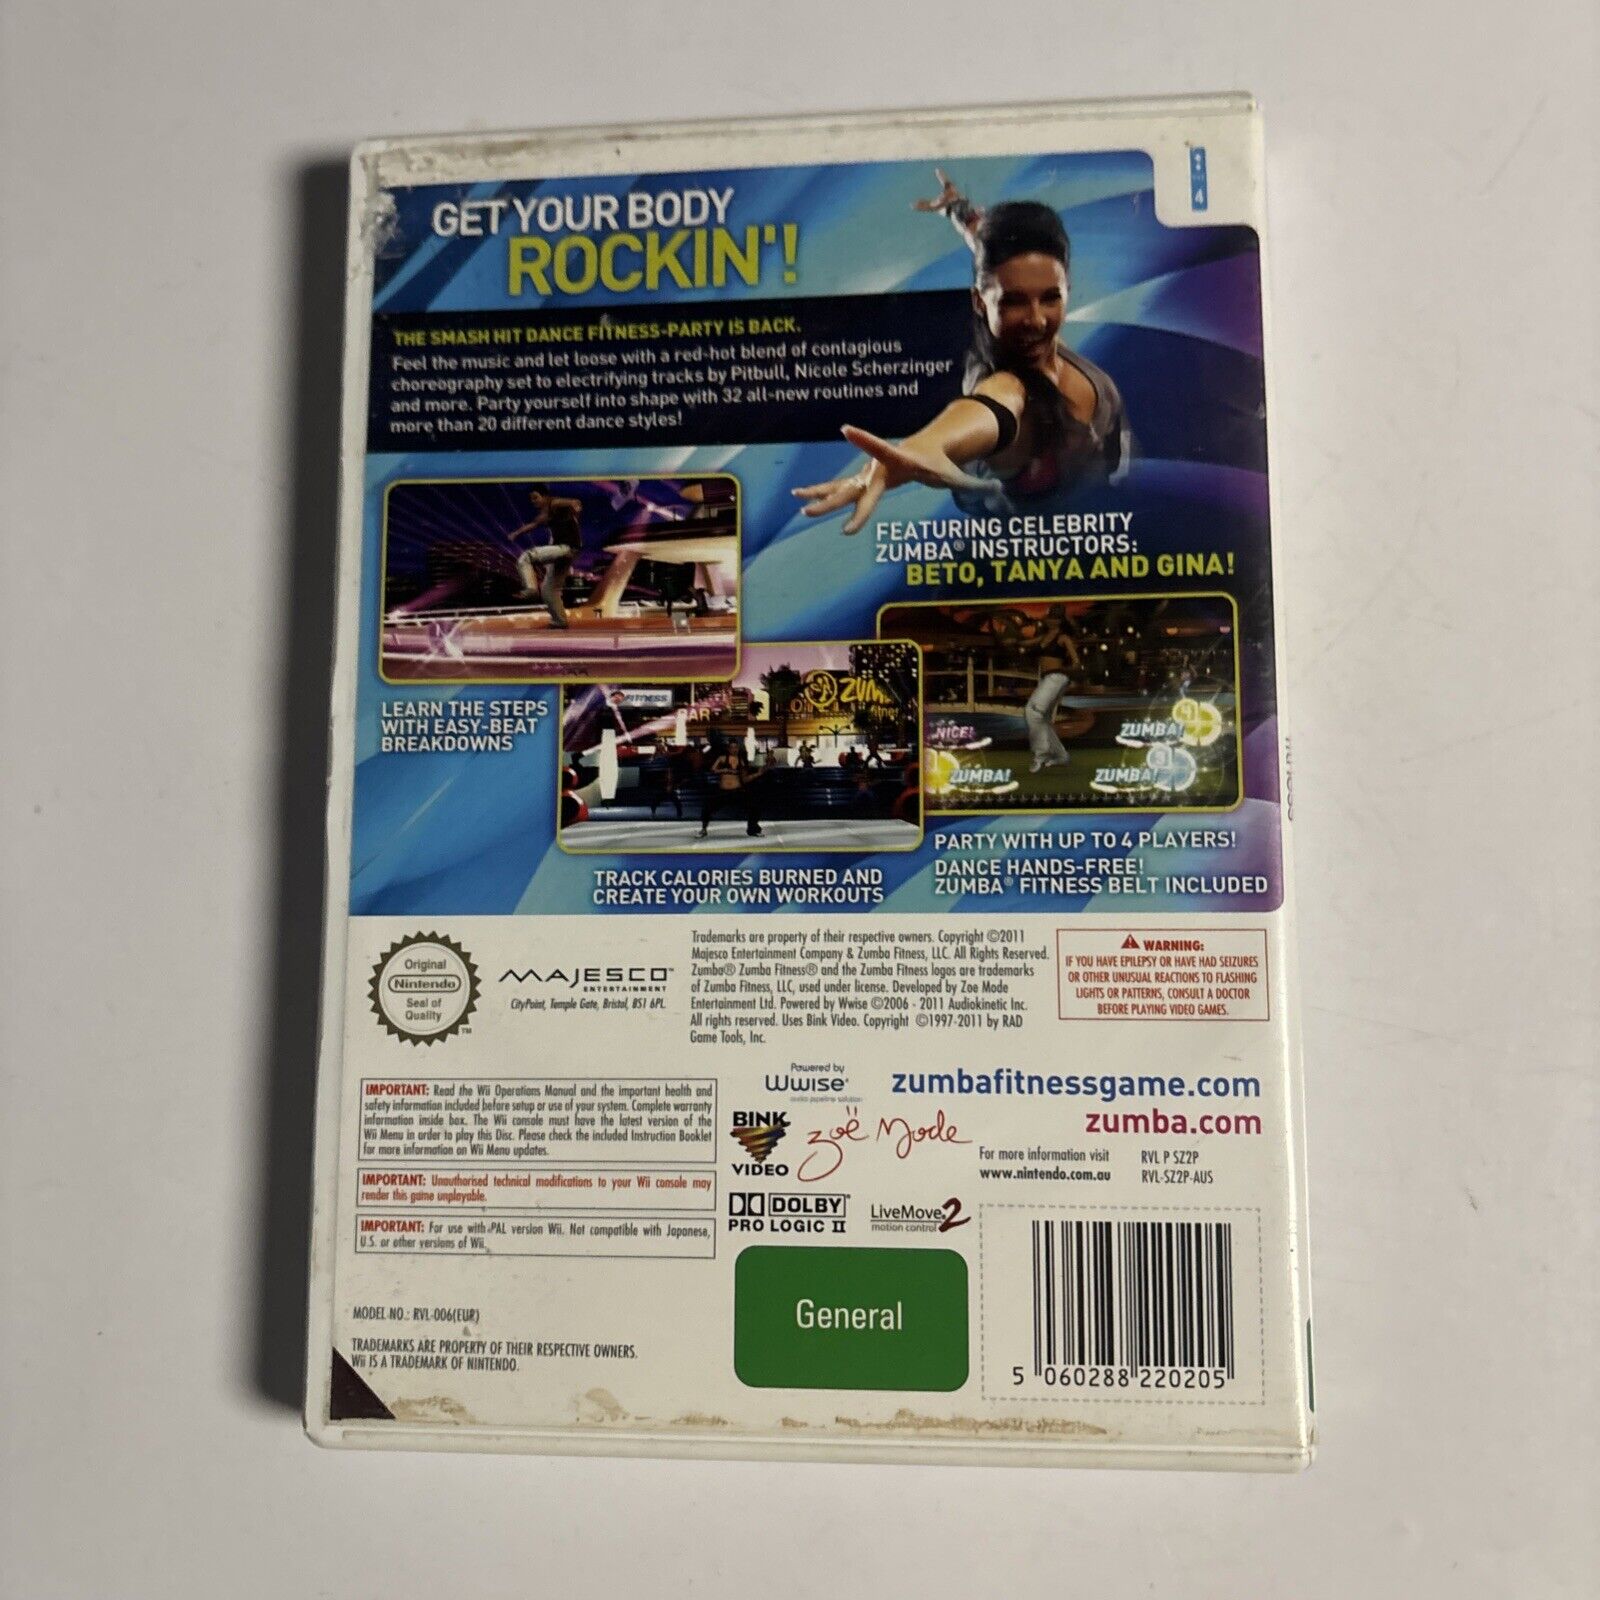 4
GET YOUR BODY
ROCKIN'!
THE SMASH HIT DANCE FITNESS-PARTY IS BACK.
Feel the music and let loose with a red-hot blend of contagious
choreography set to electrifying tracks by Pitbull, Nicole Scherzinger
and more. Party yourself into shape with 32 all-new routines and
more than 20 different dance styles!
FEATURING CELEBRITY
ZUMBA® INSTRUCTORS:
BETO, TANYA AND GINA!
LEARN THE STEPS
WITH EASY-BEAT
BREAKDOWNS
FITNESS
BAR
NICE!
ZUMBA!
ZUMBA!
ZUMBA!
TRACK CALORIES BURNED AND
CREATE YOUR OWN WORKOUTS
PARTY WITH UP TO 4 PLAYERS!
DANCE HANDS-FREE!
ZUMBA® FITNESS BELT INCLUDED
Original
Nintendo
Seal of
Quality
TM
MAJESCO™
ENTERTAINMENT
CityPoint, Temple Gate, Bristol, BS1 6PL
Trademarks are property of their respective owners. Copyright ©2011
Majesco Entertainment Company & Zumba Fitness, LLC. All Rights Reserved.
Zumba® Zumba Fitness® and the Zumba Fitness logos are trademarks
of Zumba Fitness, LLC, used under license. Developed by Zoe Mode
Entertainment Ltd. Powered by Wwise ©2006 - 2011 Audiokinetic Inc.
All rights reserved. Uses Bink Video. Copyright ©1997-2011 by RAD
Game Tools, Inc.
WARNING:
IF YOU HAVE EPILEPSY OR HAVE HAD SEIZURES
OR OTHER UNUSUAL REACTIONS TO FLASHING
LIGHTS OR PATTERNS, CONSULT A DOCTOR
BEFORE PLAYING VIDEO GAMES.
IMPORTANT: Read the Wii Operations Manual and the important health and
safety information included before setup or use of your system. Complete warranty
information inside box. The Wii console must have the latest version of the
Wii Menu in order to play this Disc. Please check the included Instruction Booklet
for more information on Wii Menu updates.
IMPORTANT: Unauthorised technical modifications to your Wii console may
render this game unplayable.
IMPORTANT: For use with PAL version Wii. Not compatible with Japanese,
U.S. or other versions of Wii.
Powered by
Wwise
audio pipeline solution
BINK
VIDEO
zoë Mode
DOLBY
PRO LOGIC II
LiveMove 2
motion control
zumbafitnessgame.com
zumba.com
For more information visit
www.nintendo.com.au
RVL P SZ2P
RVL-SZ2P-AUS
General
5 060288 220205
MODEL NO.: RVL-006(EUR)
TRADEMARKS ARE PROPERTY OF THEIR RESPECTIVE OWNERS.
Wii IS A TRADEMARK OF NINTENDO.